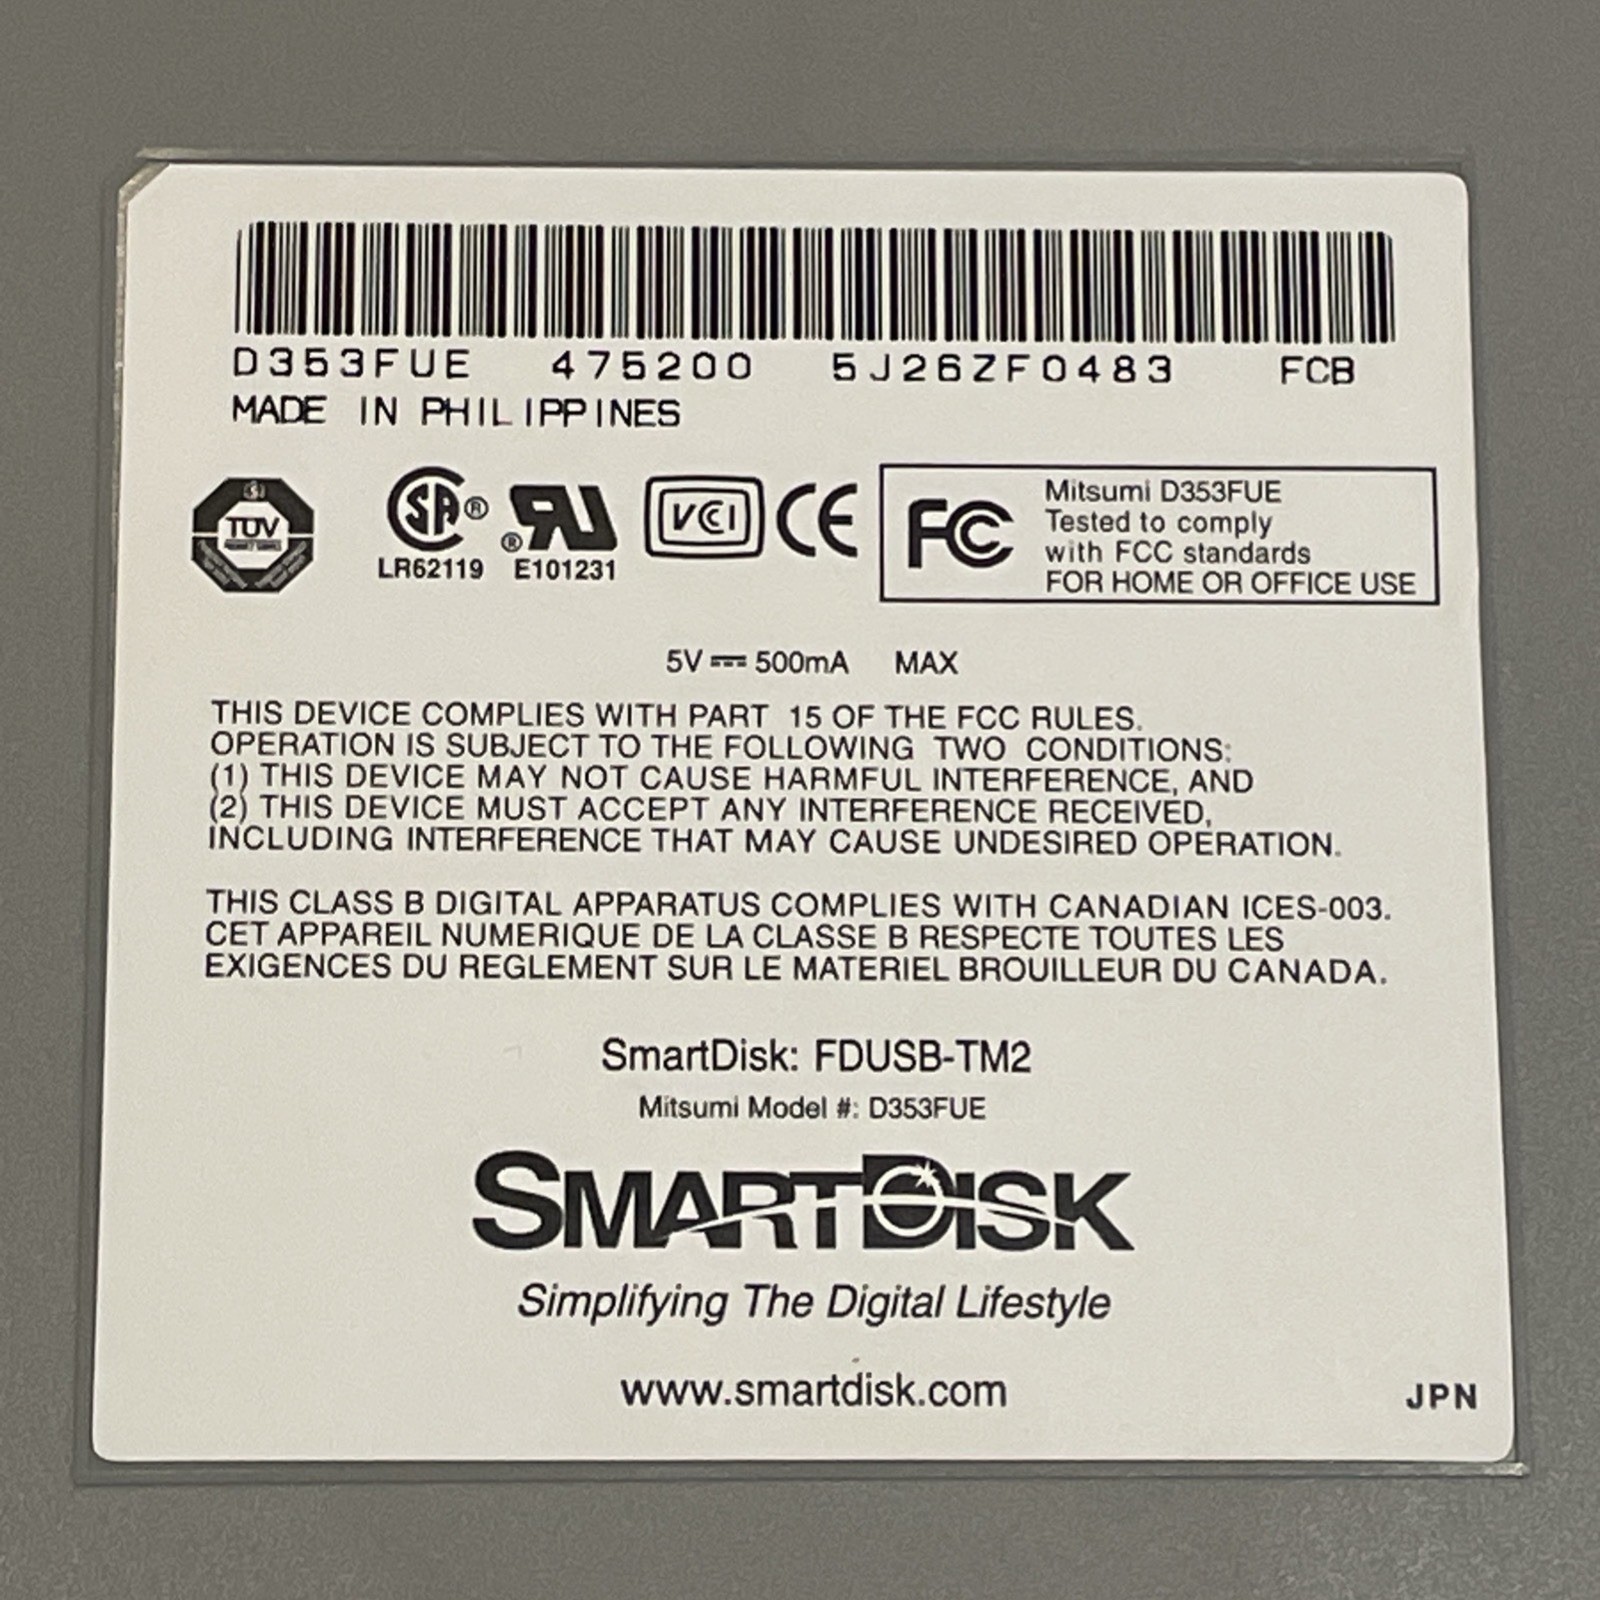 D353FUE 475200 5J26ZF0483 FCB
MADE IN PHILIPPINES
TÜV
SA® ®RU VCI CE FC
LR62119 E101231
Mitsumi D353FUE
Tested to comply
with FCC standards
FOR HOME OR OFFICE USE
5V 500mA MAX
THIS DEVICE COMPLIES WITH PART 15 OF THE FCC RULES.
OPERATION IS SUBJECT TO THE FOLLOWING TWO CONDITIONS:
(1) THIS DEVICE MAY NOT CAUSE HARMFUL INTERFERENCE, AND
(2) THIS DEVICE MUST ACCEPT ANY INTERFERENCE RECEIVED,
INCLUDING INTERFERENCE THAT MAY CAUSE UNDESIRED OPERATION.
THIS CLASS B DIGITAL APPARATUS COMPLIES WITH CANADIAN ICES-003.
CET APPAREIL NUMERIQUE DE LA CLASSE B RESPECTE TOUTES LES
EXIGENCES DU REGLEMENT SUR LE MATERIEL BROUILLEUR DU CANADA.
SmartDisk: FDUSB-TM2
Mitsumi Model #: D353FUE
SMARTDISK
Simplifying The Digital Lifestyle
www.smartdisk.com
JPN